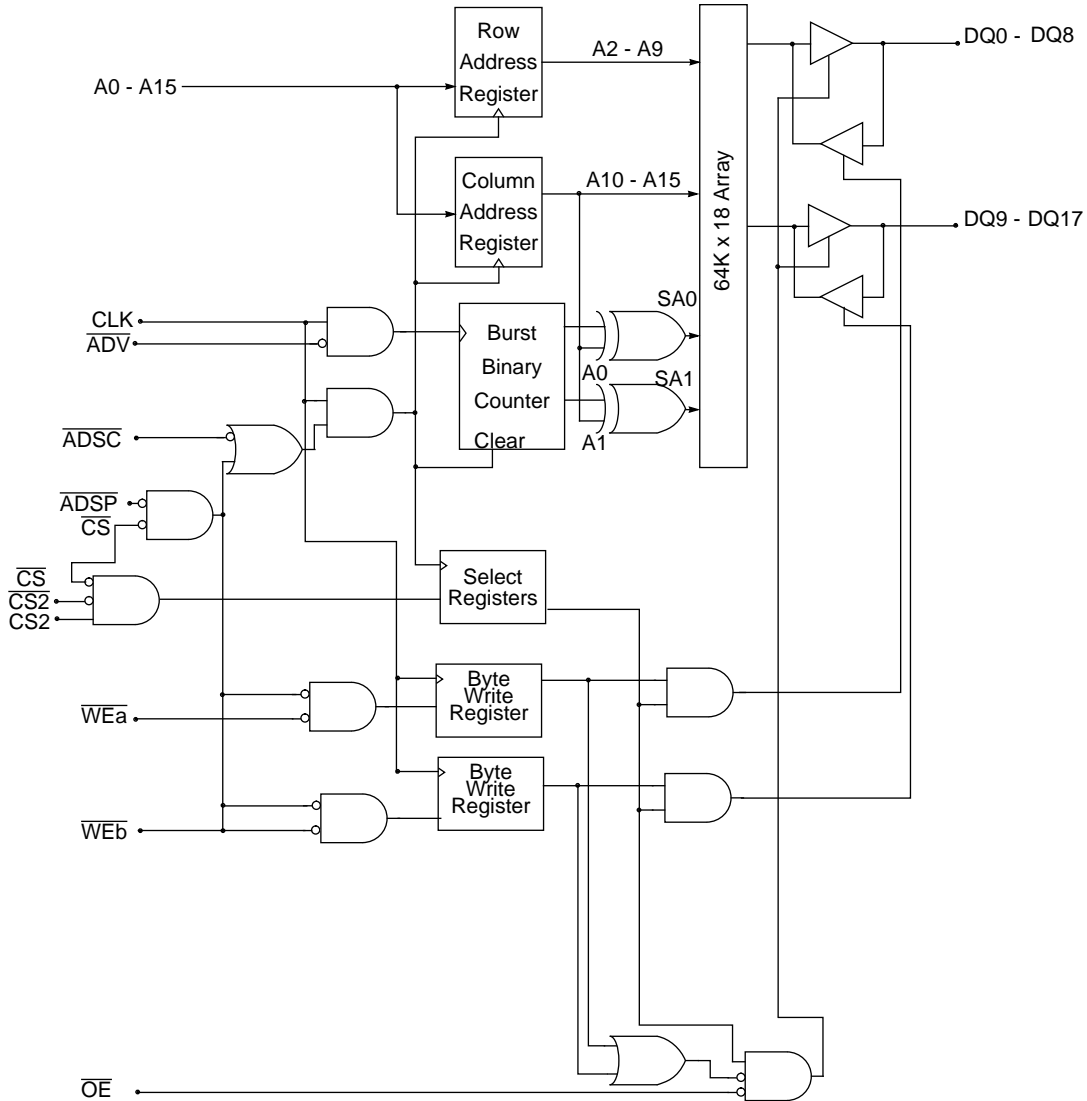 Row
Address
Register
A0 - A15
A2 - A9
DQ0 - DQ8
Column
Address
Register
A10 - A15
64K x 18 Array
DQ9 - DQ17
CLK
ADV
Burst
Binary
Counter
Clear
SA0
A0
SA1
A1
ADSC
ADSP
CS
CS
CS2
CS2
Select
Registers
WEa
Byte
Write
Register
WEb
Byte
Write
Register
OE